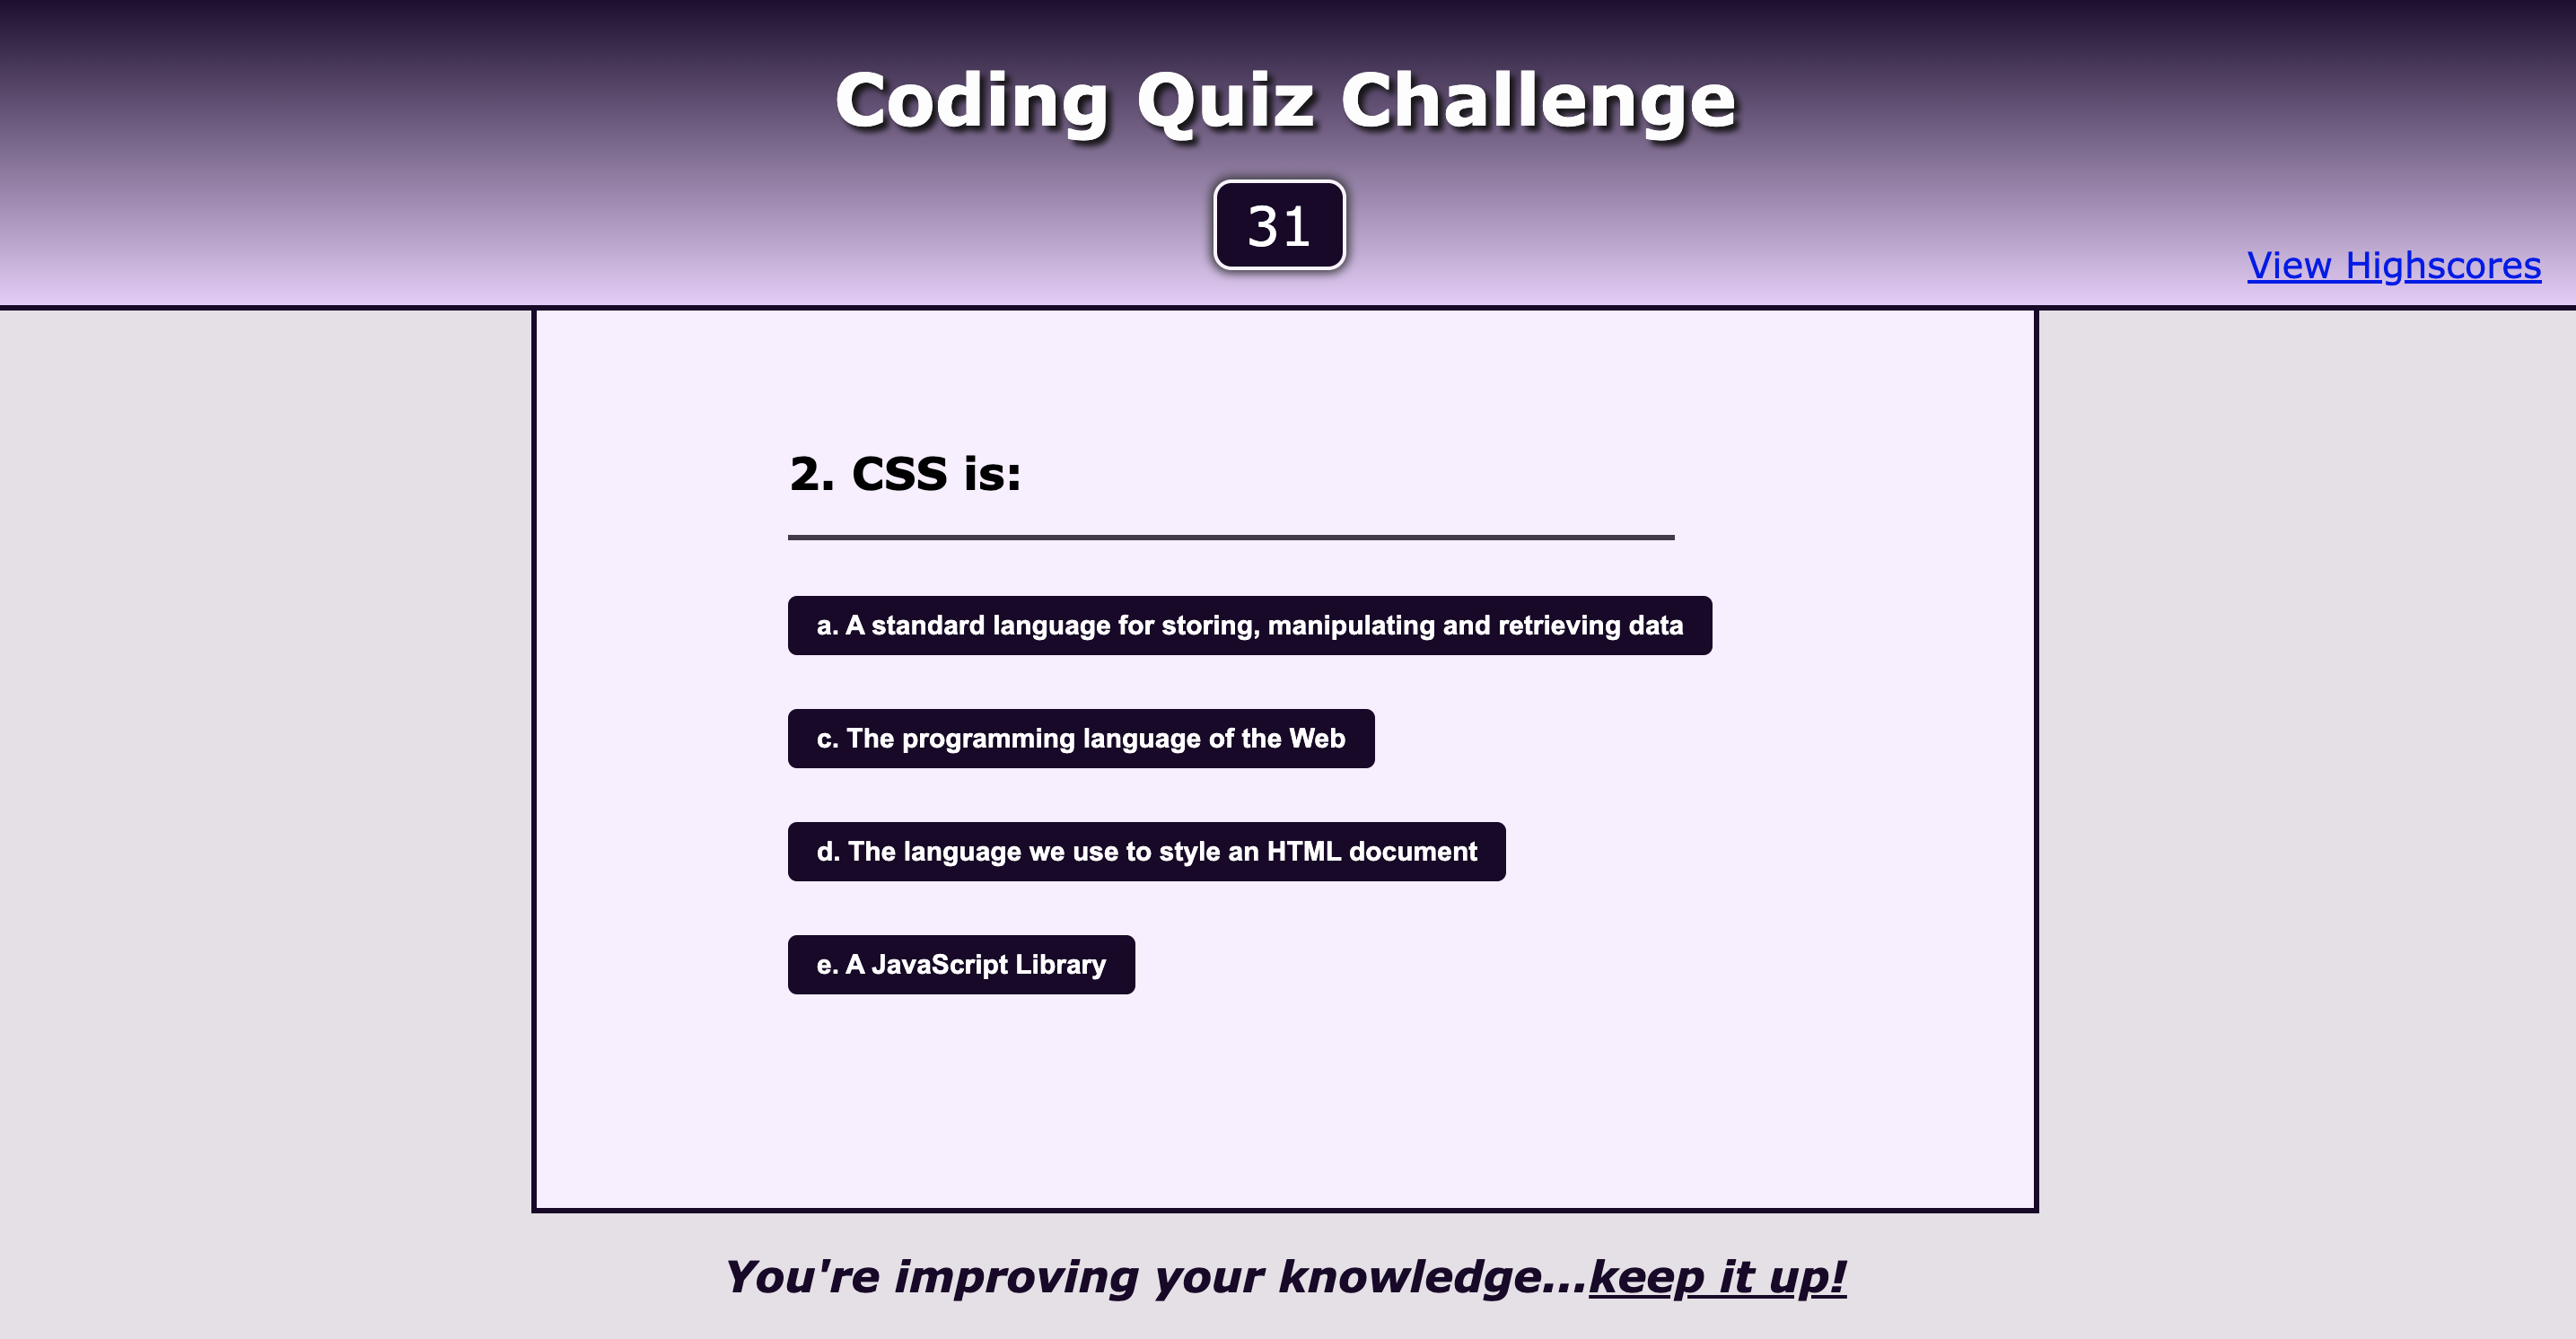 Coding Quiz Challenge
31
View Highscores
2. CSS is:
a. A standard language for storing, manipulating and retrieving data
c. The programming language of the Web
d. The language we use to style an HTML document
e. A JavaScript Library
You're improving your knowledge...keep it up!